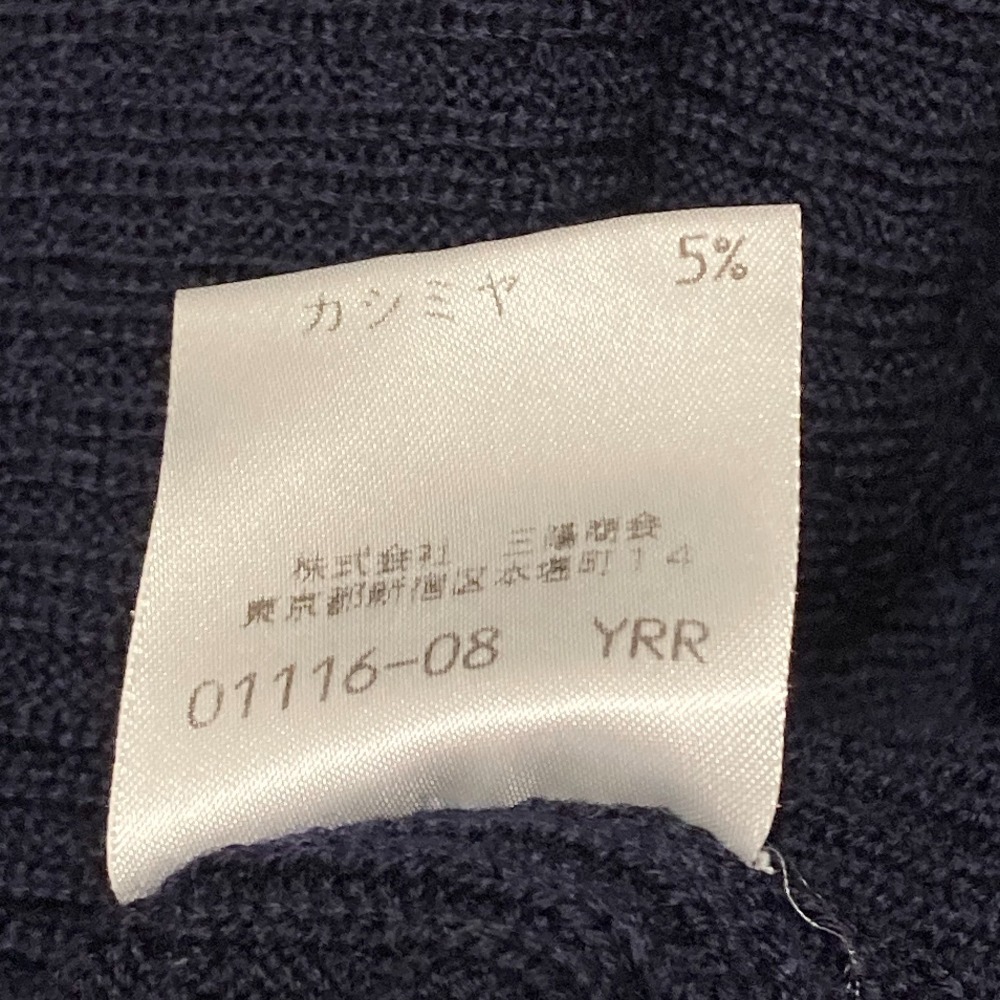 カシミヤ 5%
株式会社 三陽商会
東京都新宿区本塩町14
01116-08 YRR